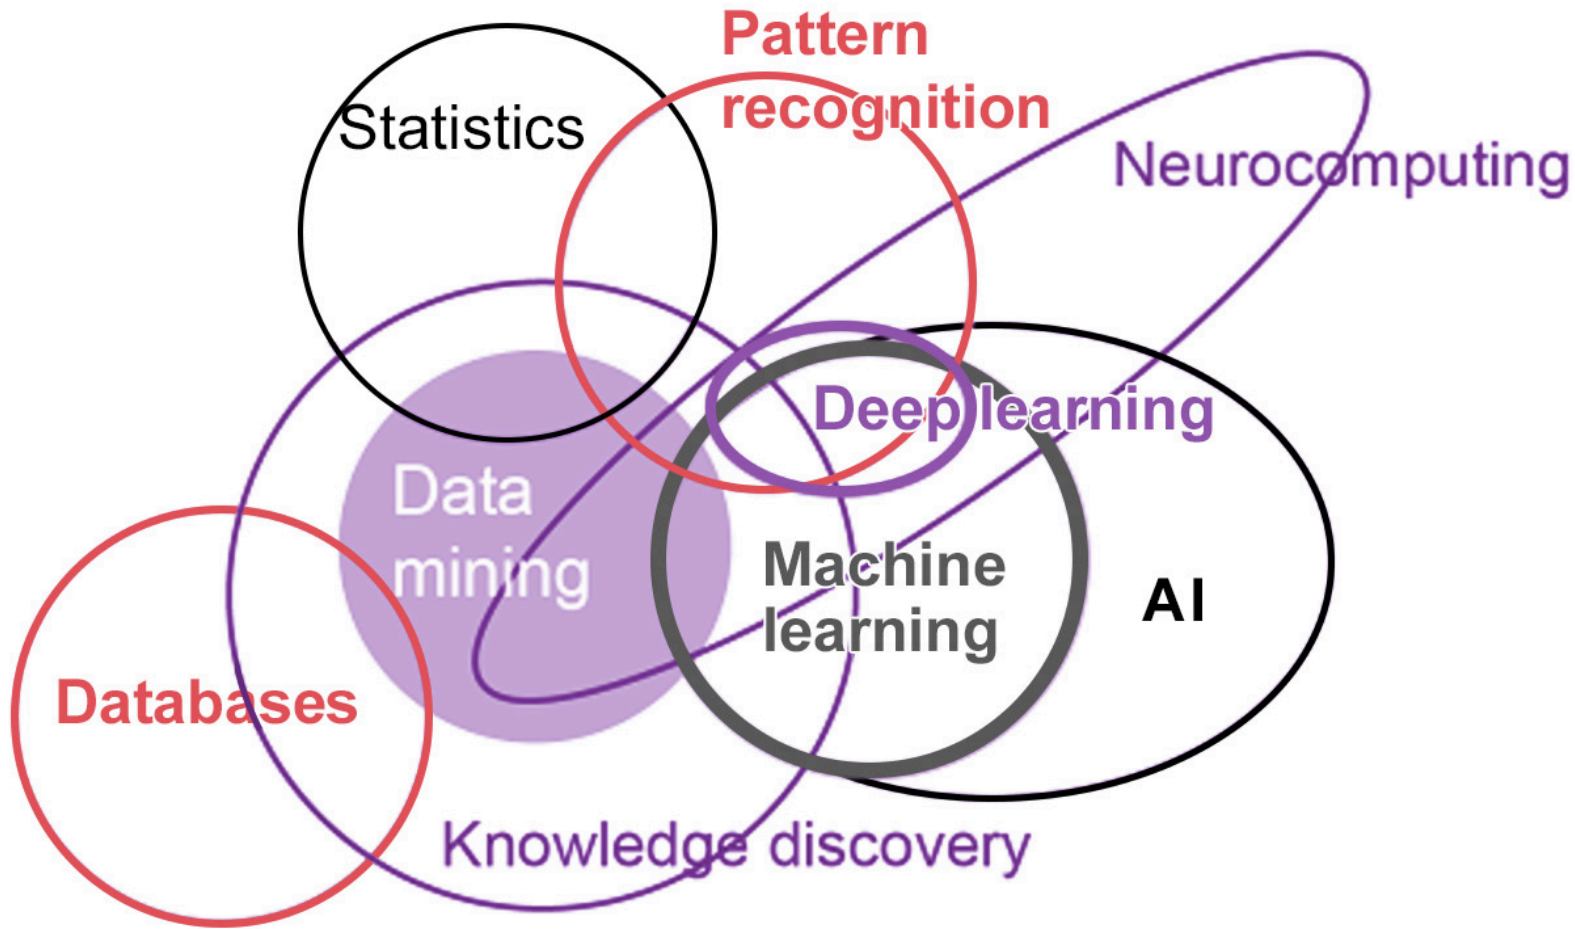 Pattern
recognition
Statistics
Neurocomputing
Deep learning
Data
mining
Machine
learning
AI
Databases
Knowledge discovery